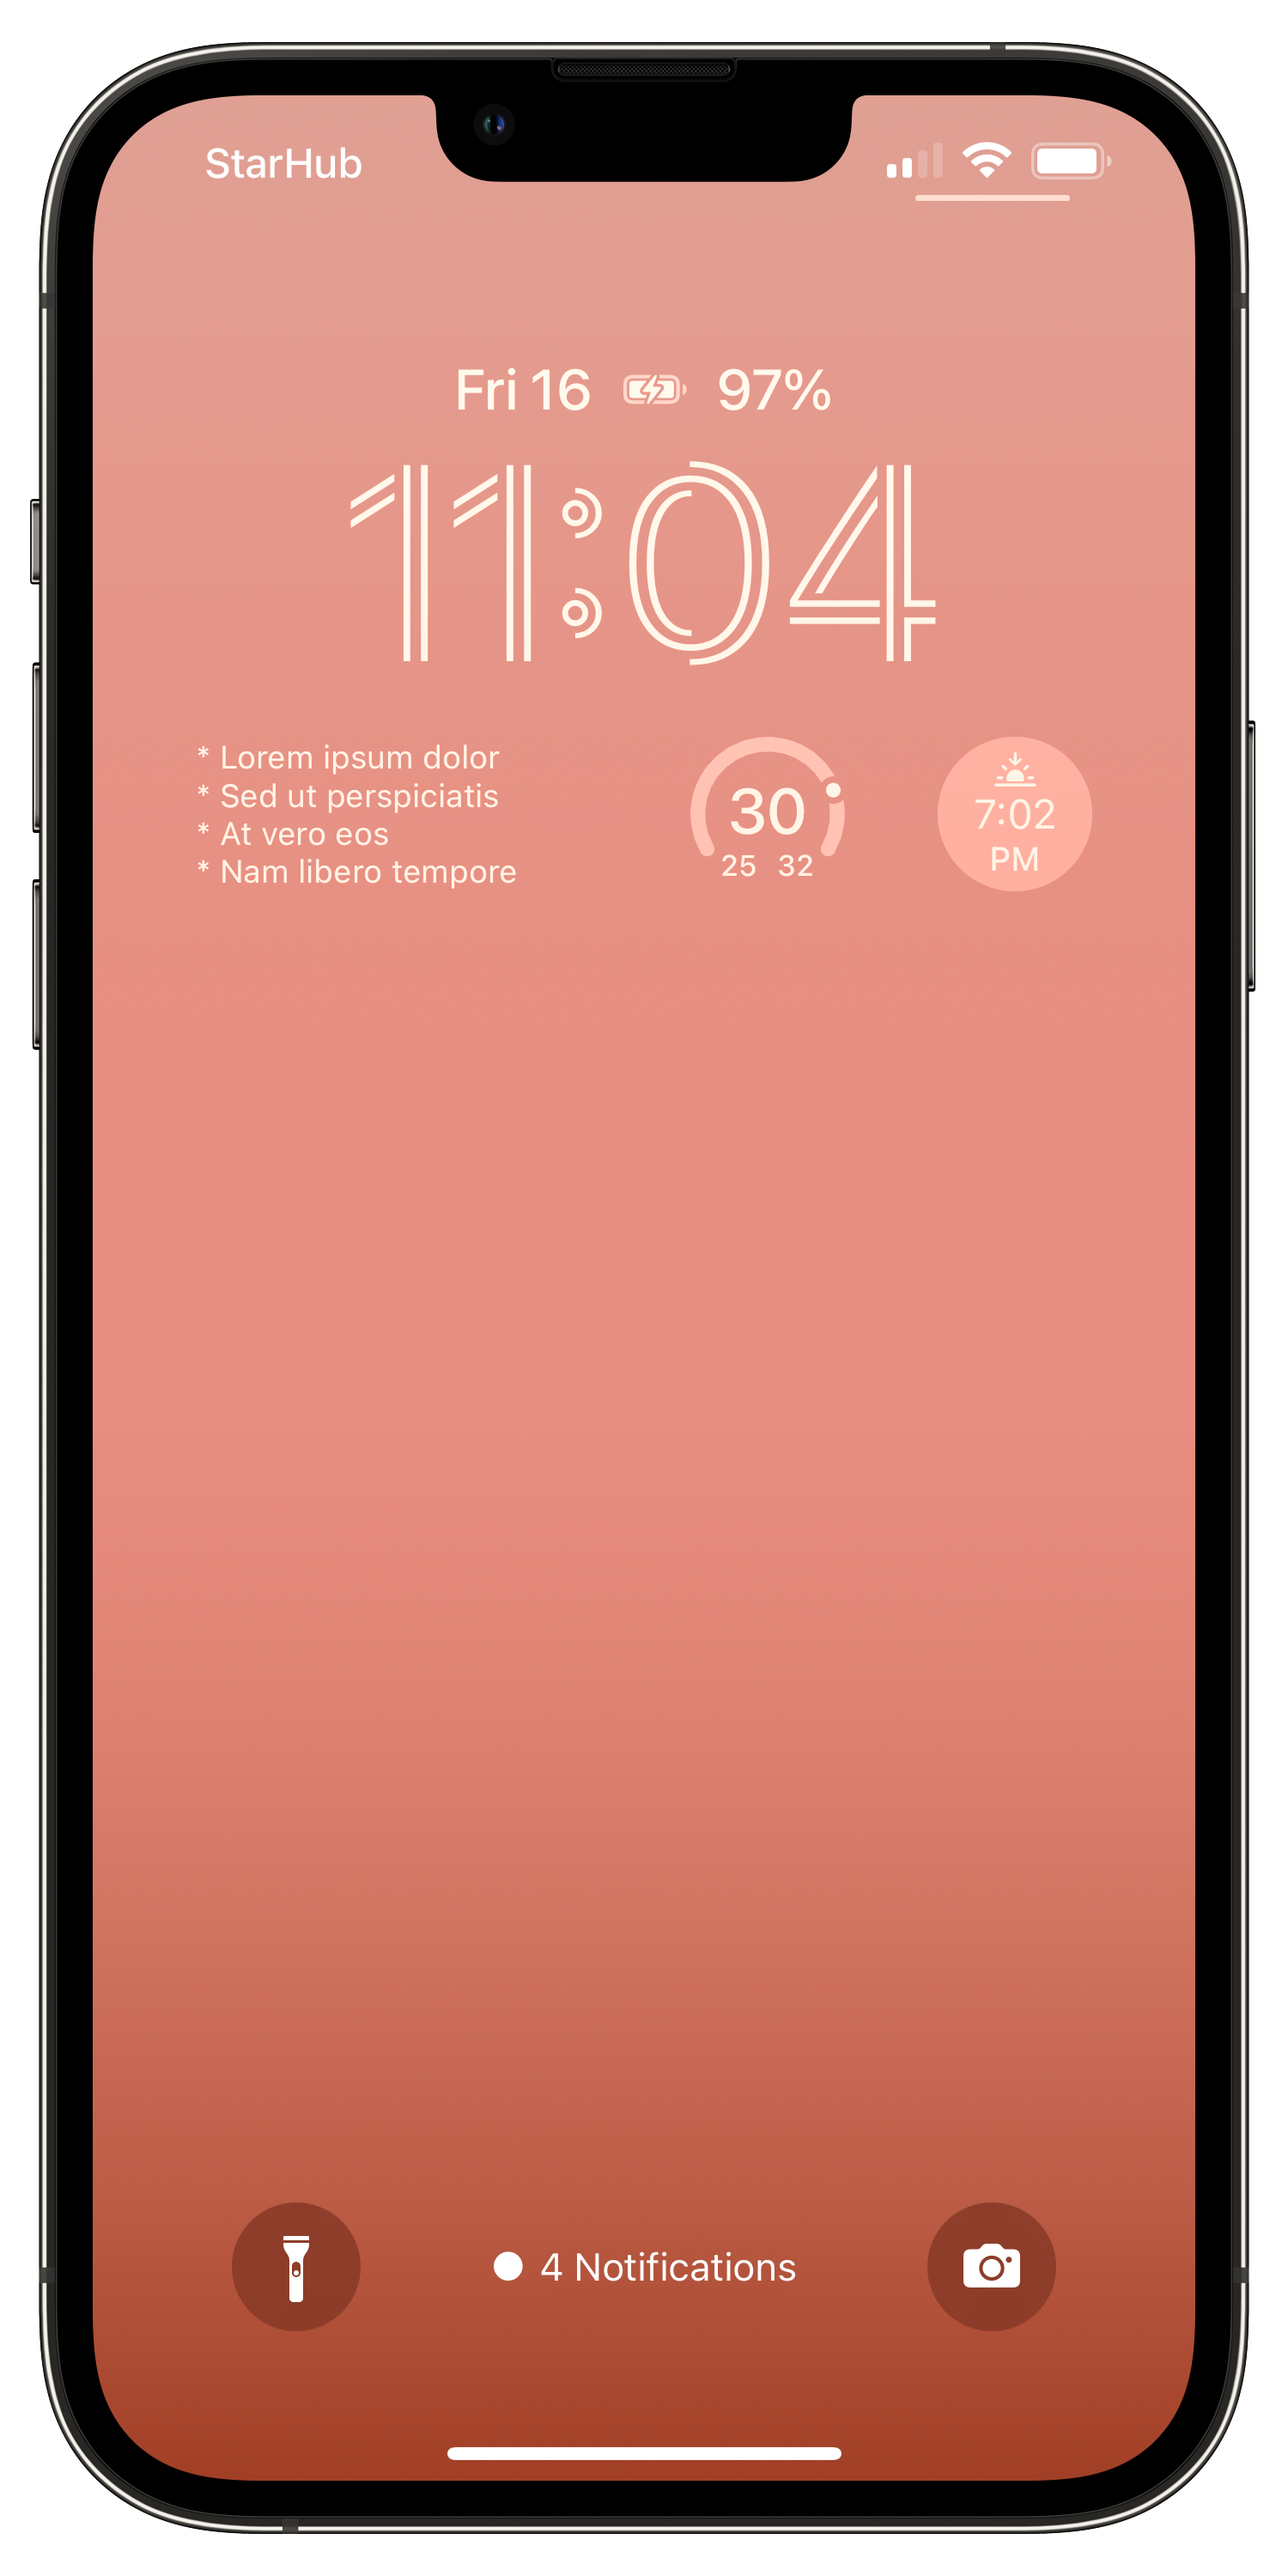 StarHub
Fri 16 97%
11:04
* Lorem ipsum dolor
* Sed ut perspiciatis
* At vero eos
* Nam libero tempore
30
25 32
7:02
PM
4 Notifications